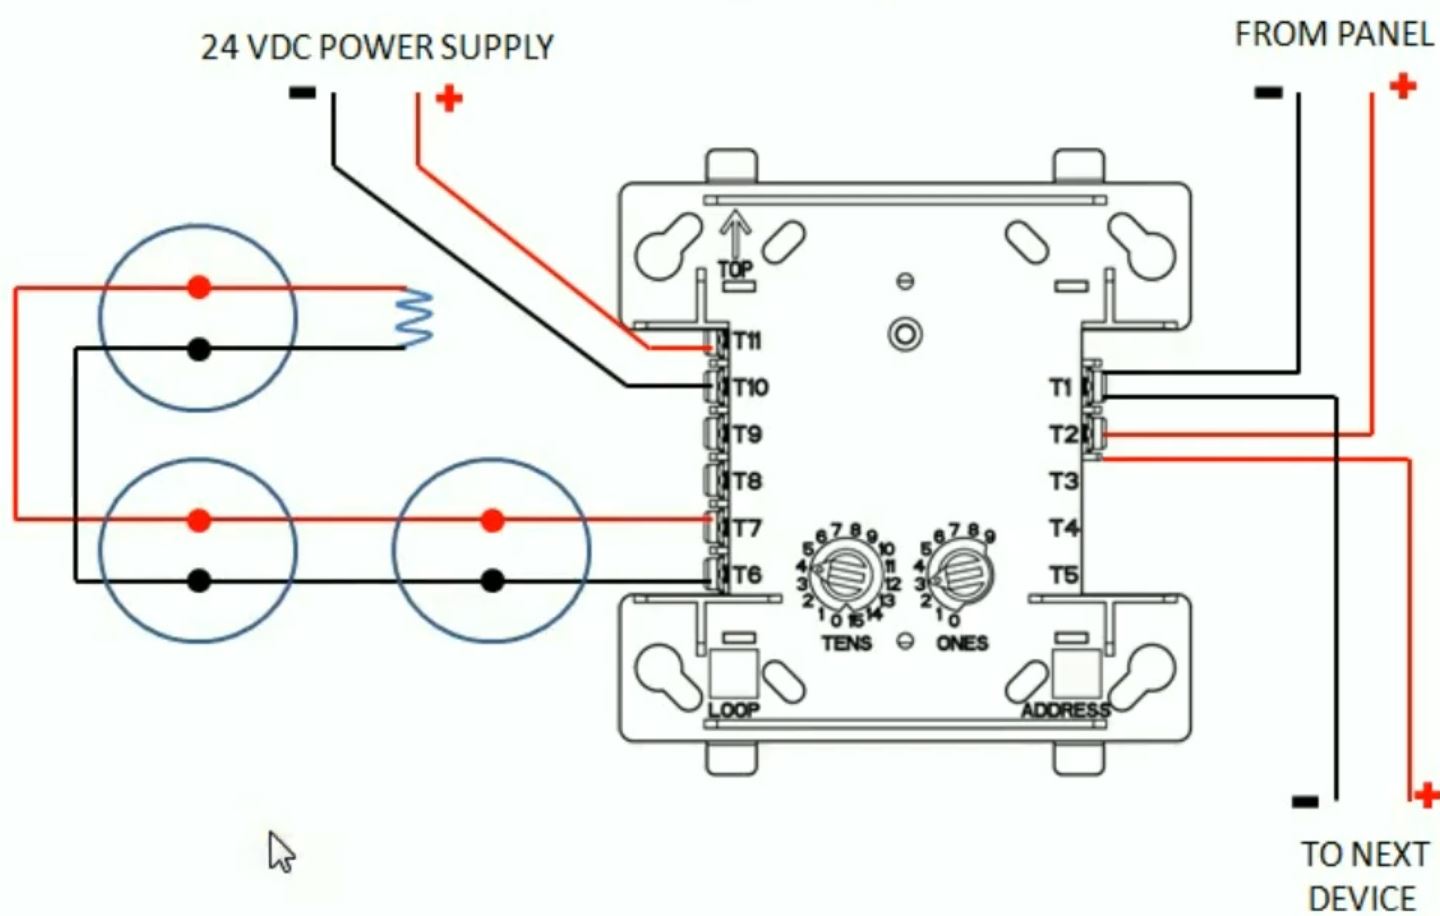 24 VDC POWER SUPPLY
FROM PANEL
- +
- +
TOP
T11
T10
T9
T8
T7
T6
T1
T2
T3
T4
T5
0 1 2 3 4 5 6 7 8 9 10 11 12 13 14 15
TENS
0 1 2 3 4 5 6 7 8 9
ONES
LOOP
ADDRESS
- +
TO NEXT
DEVICE